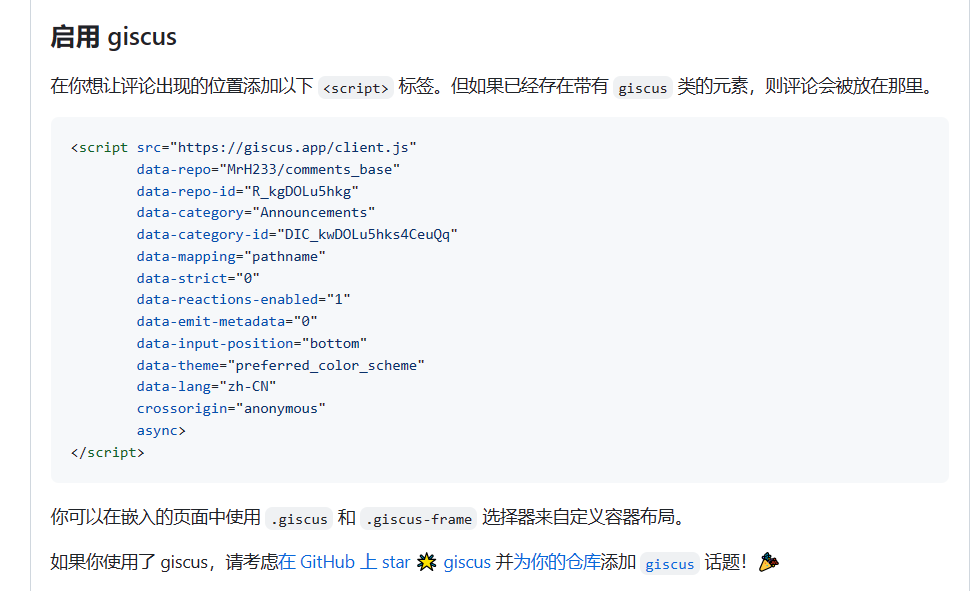 启用 giscus
在你想让评论出现的位置添加以下 <script> 标签。但如果已经存在带有 giscus 类的元素，则评论会被放在那里。
<script src="https://giscus.app/client.js"
data-repo="MrH233/comments_base"
data-repo-id="R_kgDOLu5hkg"
data-category="Announcements"
data-category-id="DIC_kwDOLu5hks4CeuQq"
data-mapping="pathname"
data-strict="0"
data-reactions-enabled="1"
data-emit-metadata="0"
data-input-position="bottom"
data-theme="preferred_color_scheme"
data-lang="zh-CN"
crossorigin="anonymous"
async>
</script>
你可以在嵌入的页面中使用 .giscus 和 .giscus-frame 选择器来自定义容器布局。
如果你使用了 giscus，请考虑在 GitHub 上 star 🌟 giscus 并为你的仓库添加 giscus 话题！🎉